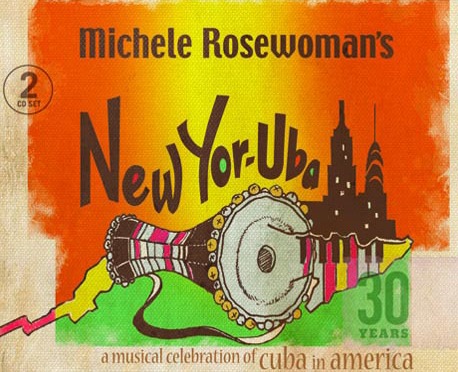 Michele Rosewoman's
2
CD SET
New Yor-Uba
30
YEARS
a musical celebration of cuba in america